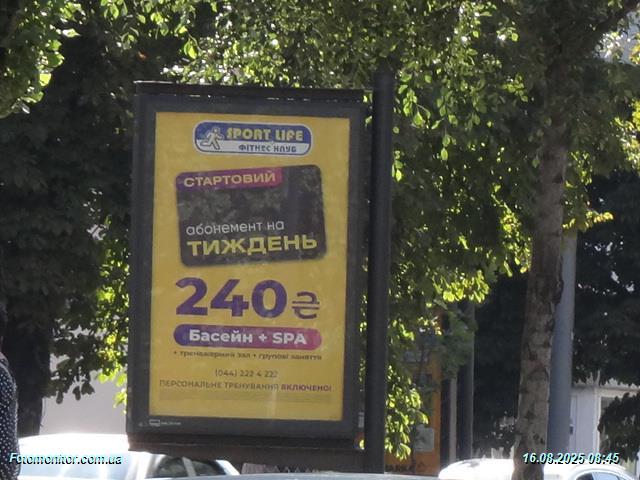 SPORT LIFE
ФІТНЕС КЛУБ
СТАРТОВИЙ
абонемент на
ТИЖДЕНЬ
240₴
Басейн + SPA
• тренажерний зал • групові заняття
(044) 222 4 222
ПЕРСОНАЛЬНЕ ТРЕНУВАННЯ ВКЛЮЧЕНО!
Fotomonitor.com.ua
16.08.2025 08:45